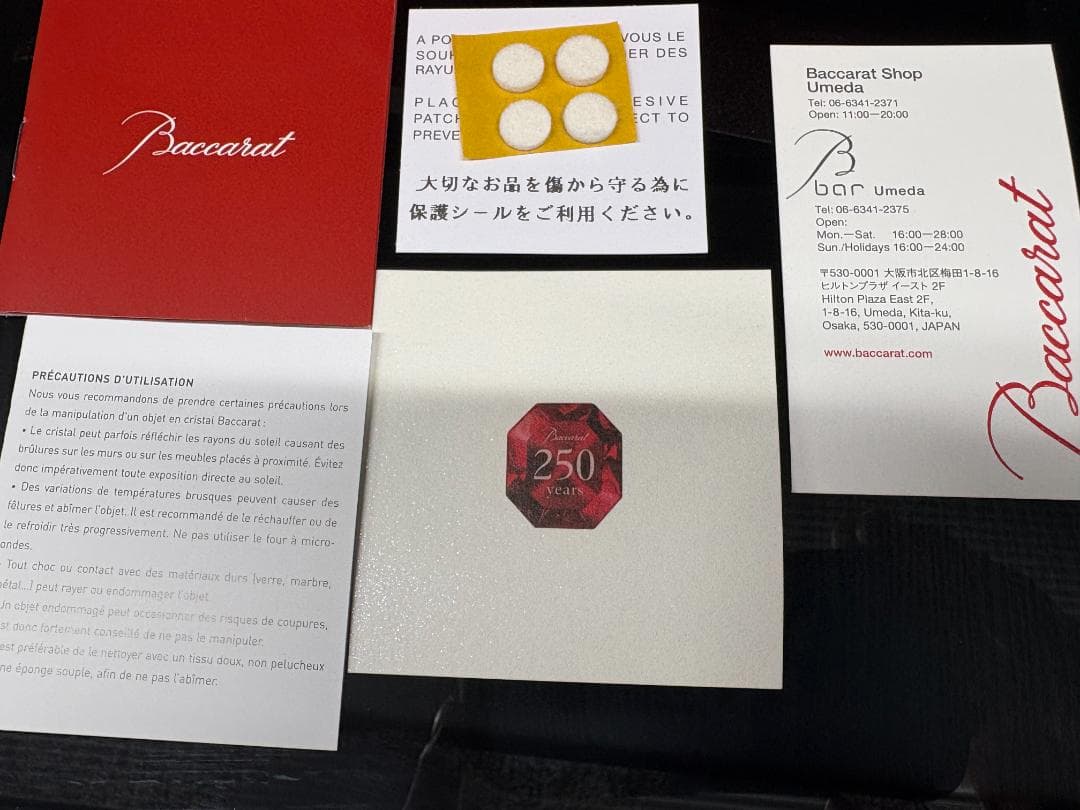 Baccarat
A PO
VOUS LE
SOU
ER DES
RAYU
PLAC
ESIVE
PATCH
ECT TO
PREVE
大切なお品を傷から守る為に
保護シールをご利用ください。
Baccarat Shop
Umeda
Tel: 06-6341-2371
Open: 11:00—20:00
B
bar Umeda
Tel: 06-6341-2375
Open:
Mon.—Sat. 16:00—28:00
Sun./Holidays 16:00—24:00
〒530-0001 大阪市北区梅田1-8-16
ヒルトンプラザ イースト 2F
Hilton Plaza East 2F,
1-8-16, Umeda, Kita-ku,
Osaka, 530-0001, JAPAN
www.baccarat.com
Baccarat
PRÉCAUTIONS D'UTILISATION
Nous vous recommandons de prendre certaines précautions lors
de la manipulation d'un objet en cristal Baccarat :
• Le cristal peut parfois réfléchir les rayons du soleil causant des
brûlures sur les murs ou sur les meubles placés à proximité. Évitez
donc impérativement toute exposition directe au soleil.
• Des variations de températures brusques peuvent causer des
fêlures et abîmer l'objet. Il est recommandé de le réchauffer ou de
le refroidir très progressivement. Ne pas utiliser le four à micro-
ondes.
• Tout choc ou contact avec des matériaux durs (verre, marbre,
métal...) peut rayer ou endommager l'objet.
Un objet endommagé peut occasionner des risques de coupures,
est donc fortement conseillé de ne pas le manipuler.
est préférable de le nettoyer avec un tissu doux, non pelucheux
ne éponge souple, afin de ne pas l'abîmer.
Baccarat
250
years